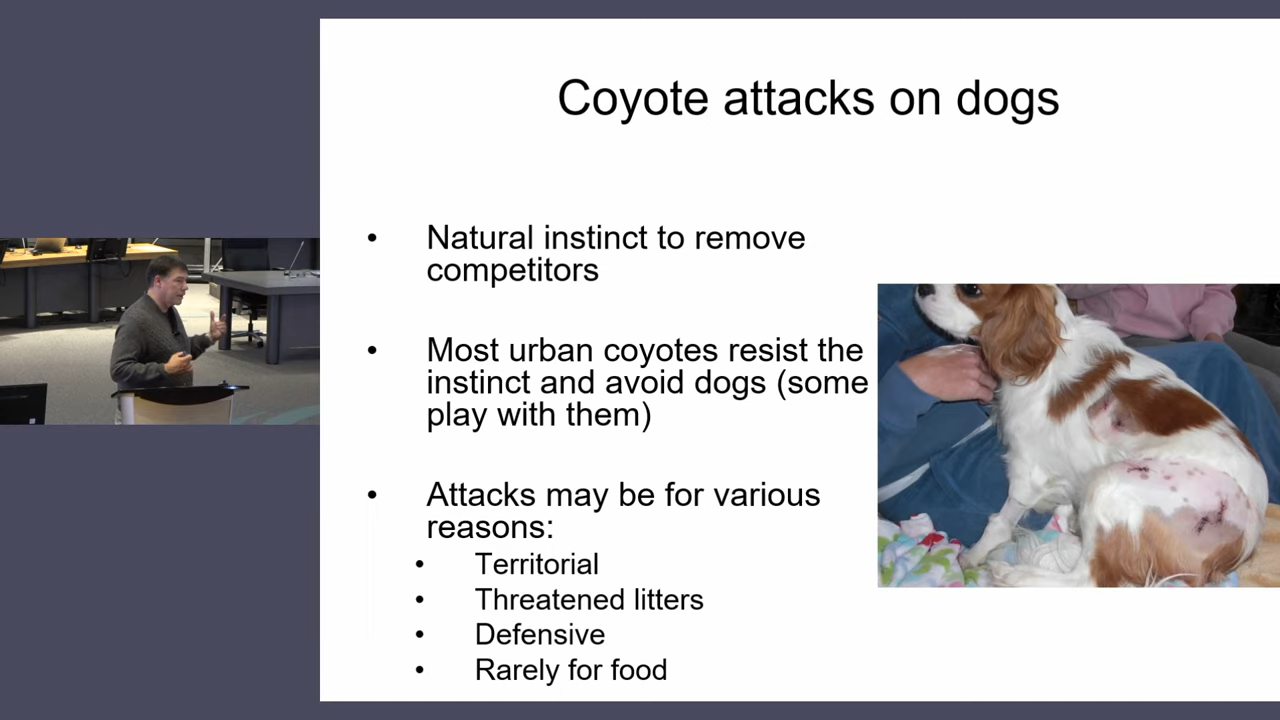 Coyote attacks on dogs
• Natural instinct to remove
competitors
• Most urban coyotes resist the
instinct and avoid dogs (some
play with them)
• Attacks may be for various
reasons:
• Territorial
• Threatened litters
• Defensive
• Rarely for food